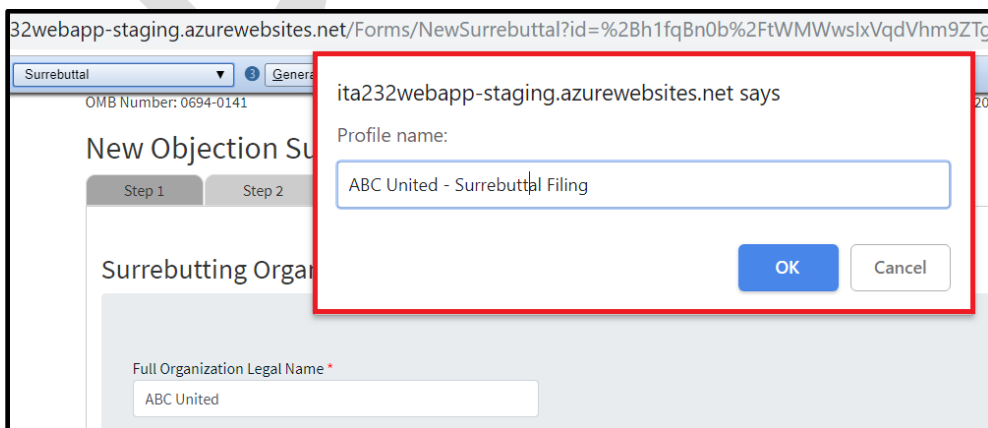 32webapp-staging.azurewebsites.net/Forms/NewSurrebuttal?id=%2Bh1fqBn0b%2FtWMWwsIxVqdVhm9ZTg
Surrebuttal ▼ 3 Genera
OMB Number: 0694-0141
20
New Objection Su
Step 1 Step 2
Surrebutting Organ
Full Organization Legal Name *
ABC United
ita232webapp-staging.azurewebsites.net says
Profile name:
ABC United - Surrebuttal Filing
OK Cancel